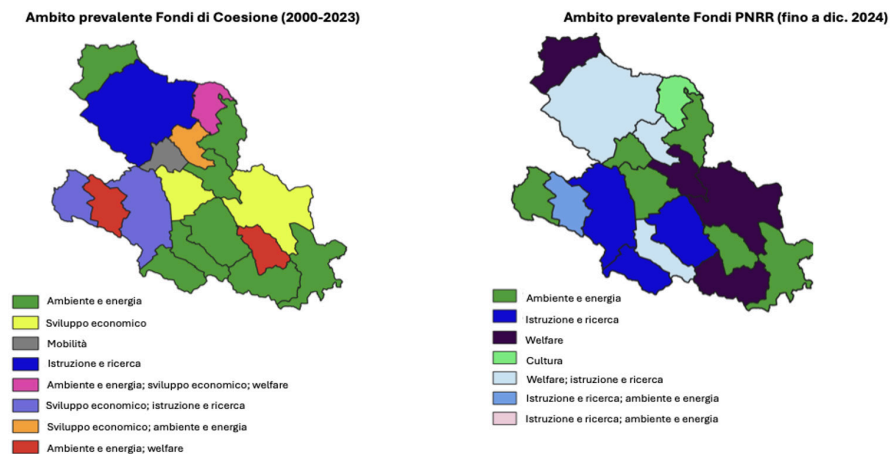 Ambito prevalente Fondi di Coesione (2000-2023)
Ambiente e energia
Sviluppo economico
Mobilità
Istruzione e ricerca
Ambiente e energia; sviluppo economico; welfare
Sviluppo economico; istruzione e ricerca
Sviluppo economico; ambiente e energia
Ambiente e energia; welfare
Ambito prevalente Fondi PNRR (fino a dic. 2024)
Ambiente e energia
Istruzione e ricerca
Welfare
Cultura
Welfare; istruzione e ricerca
Istruzione e ricerca; ambiente e energia
Istruzione e ricerca; ambiente e energia